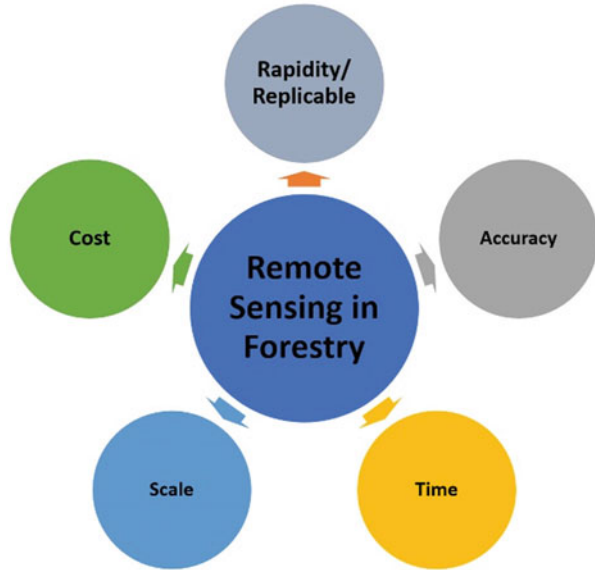 Rapidity/
Replicable
Cost
Accuracy
Remote
Sensing in
Forestry
Scale
Time